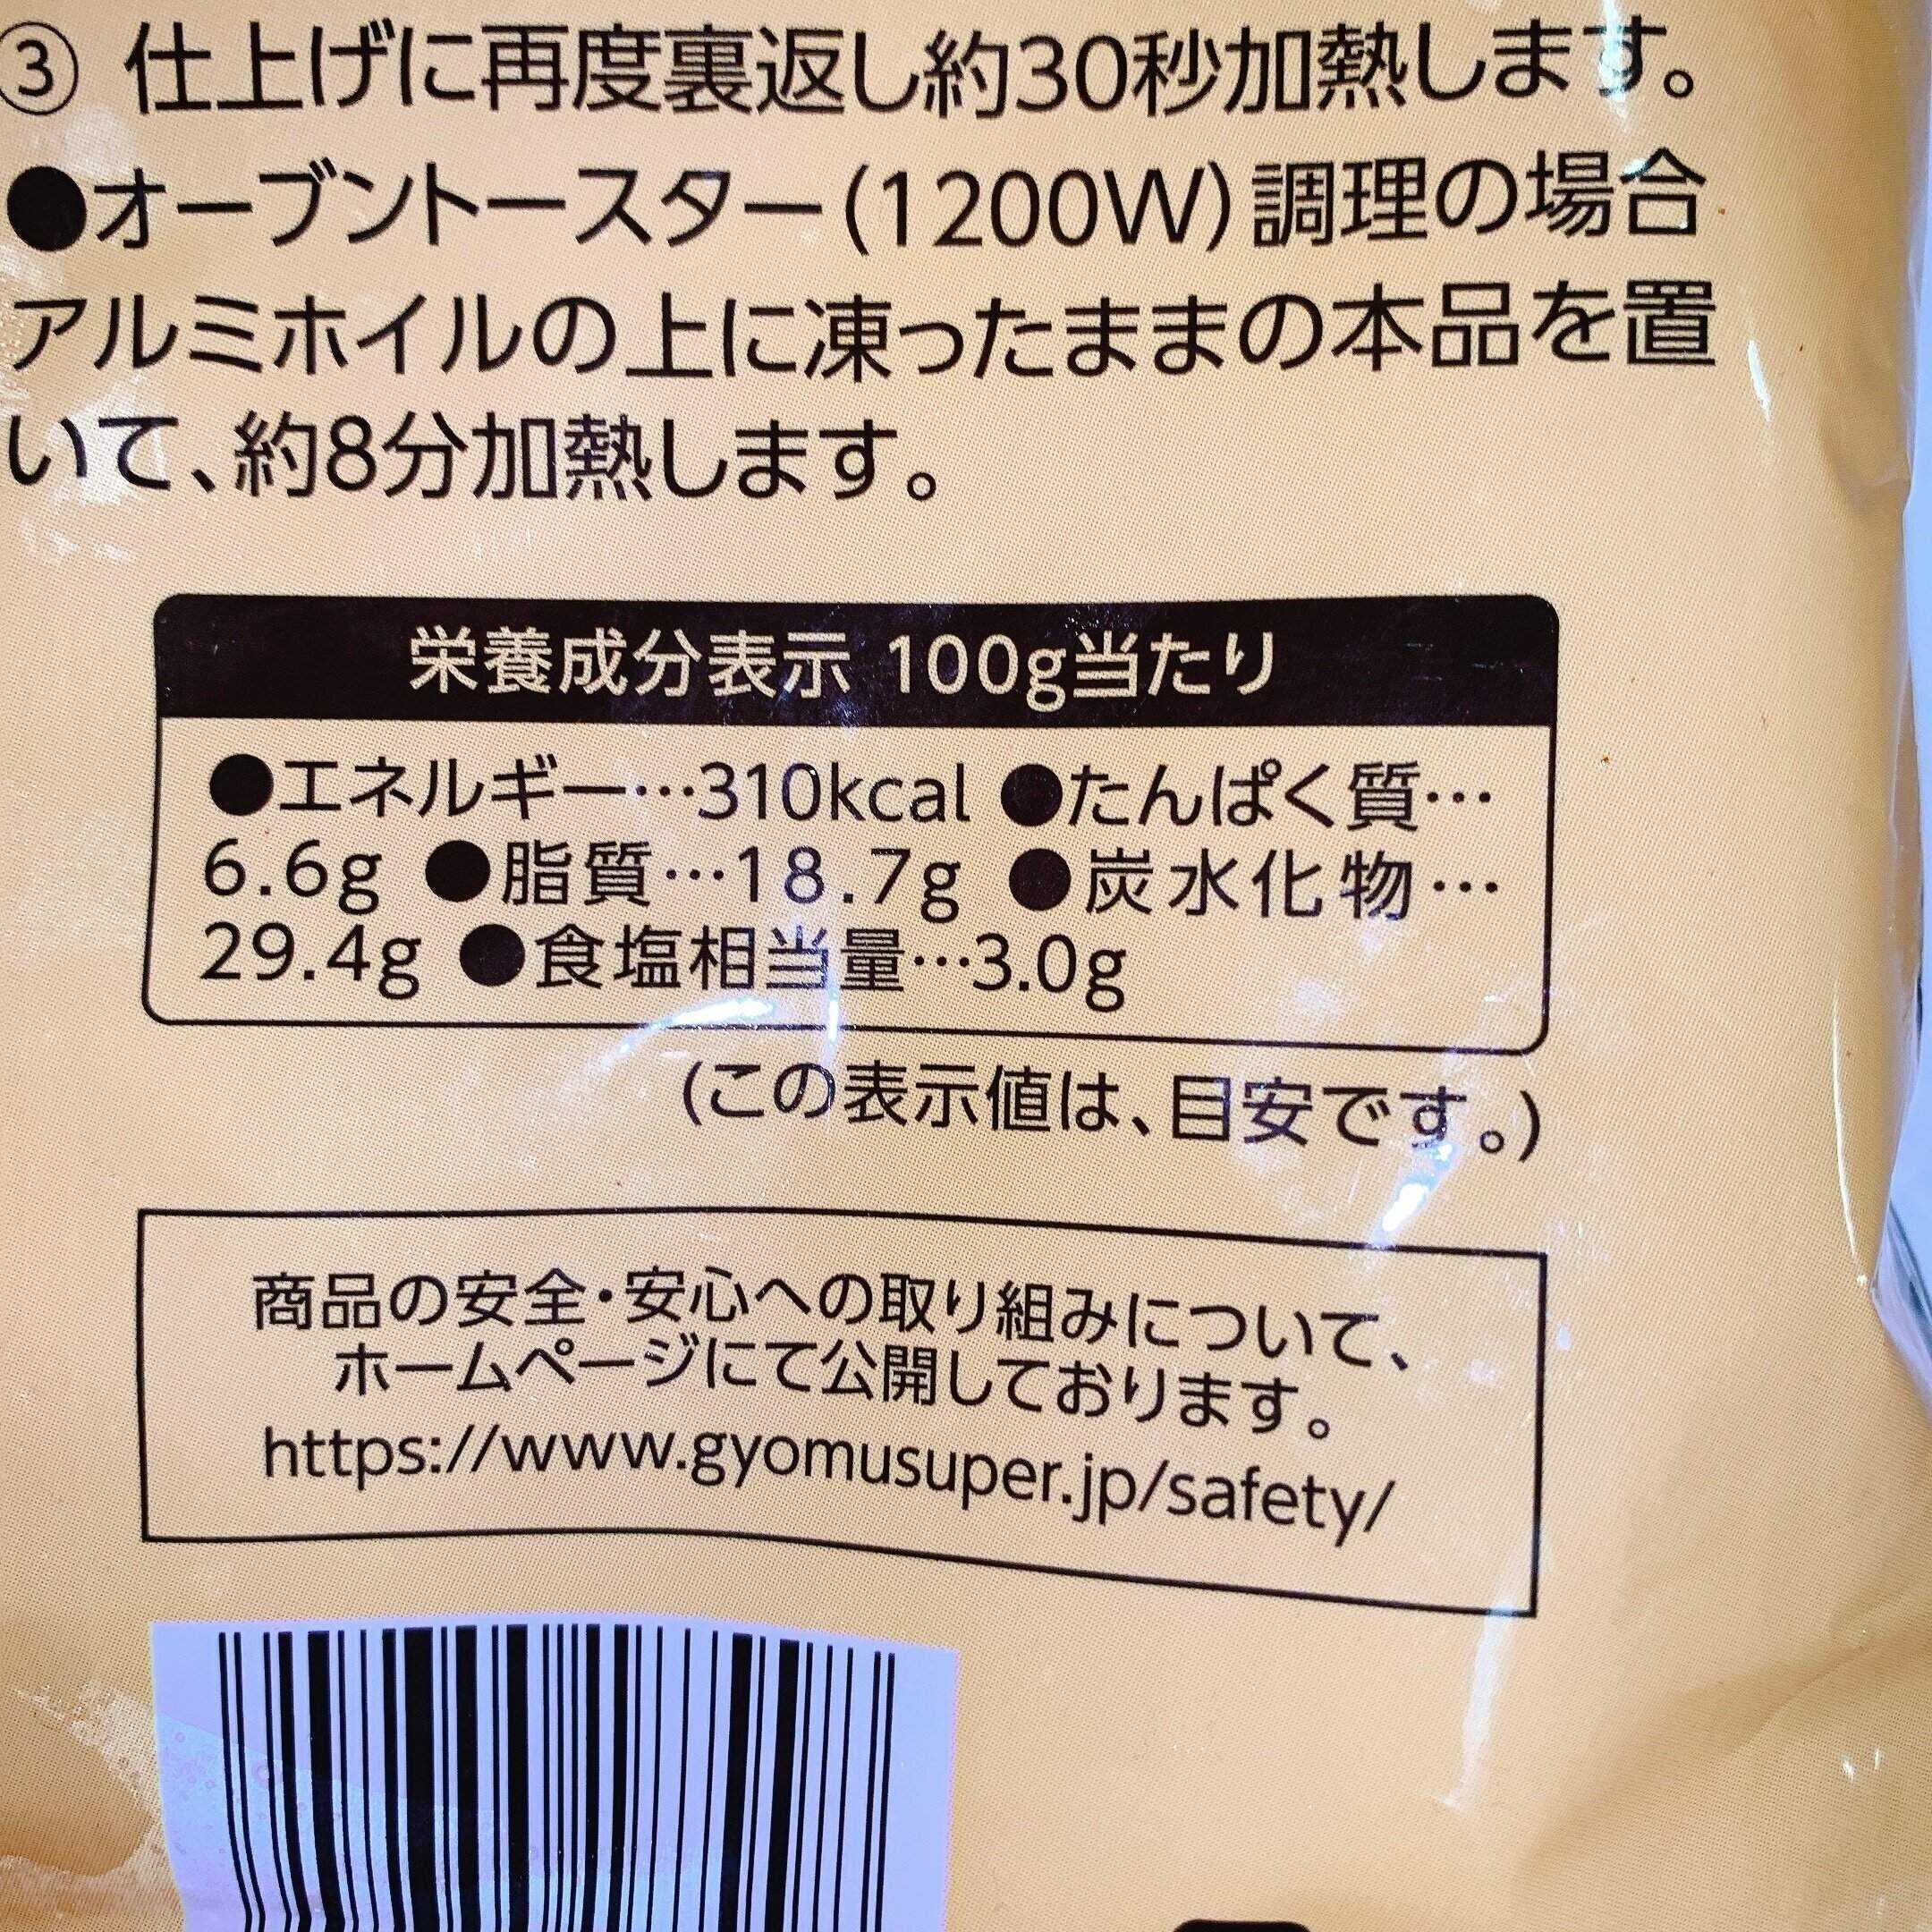 ③ 仕上げに再度裏返し約30秒加熱します。
●オーブントースター(1200W)調理の場合
アルミホイルの上に凍ったままの本品を置
いて、約8分加熱します。
栄養成分表示 100g当たり
●エネルギー…310kcal ●たんぱく質…
6.6g ●脂質…18.7g ●炭水化物…
29.4g ●食塩相当量…3.0g
(この表示値は、目安です。)
商品の安全・安心への取り組みについて、
ホームページにて公開しております。
https://www.gyomusuper.jp/safety/